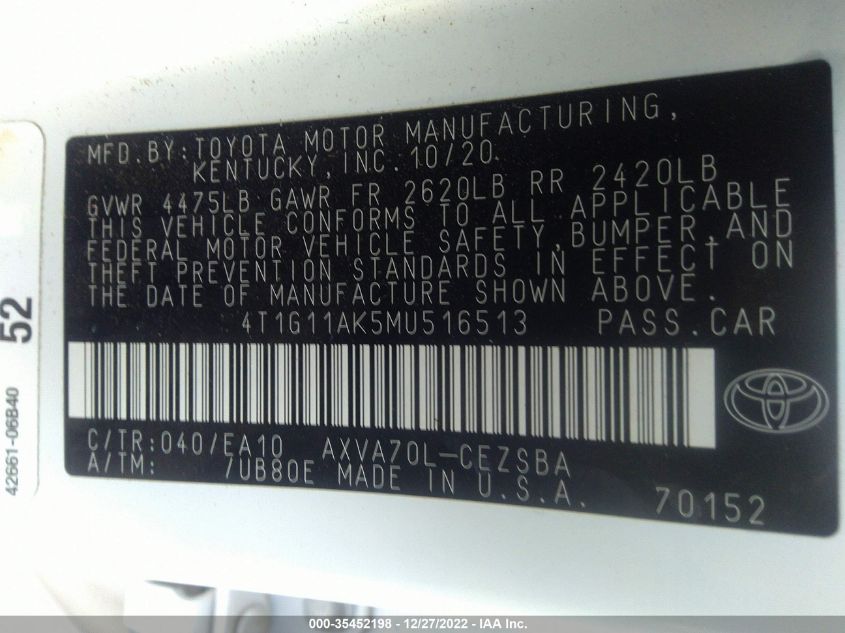 MFD.BY:TOYOTA MOTOR MANUFACTURING,
KENTUCKY,INC.10/20
GVWR 4475LB GAWR FR 2620LB RR 2420LB
THIS VEHICLE CONFORMS TO ALL APPLICABLE
FEDERAL MOTOR VEHICLE SAFETY,BUMPER,AND
THEFT PREVENTION STANDARDS IN EFFECT ON
THE DATE OF MANUFACTURE SHOWN ABOVE.
4T1G11AK5MU516513 PASS.CAR
C/TR:040/EA10 AXVA70L-CEZSBA
A/TM: /UB80E MADE IN U.S.A.
70152
52
42661-06B40
000-35452198 - 12/27/2022 - IAA Inc.